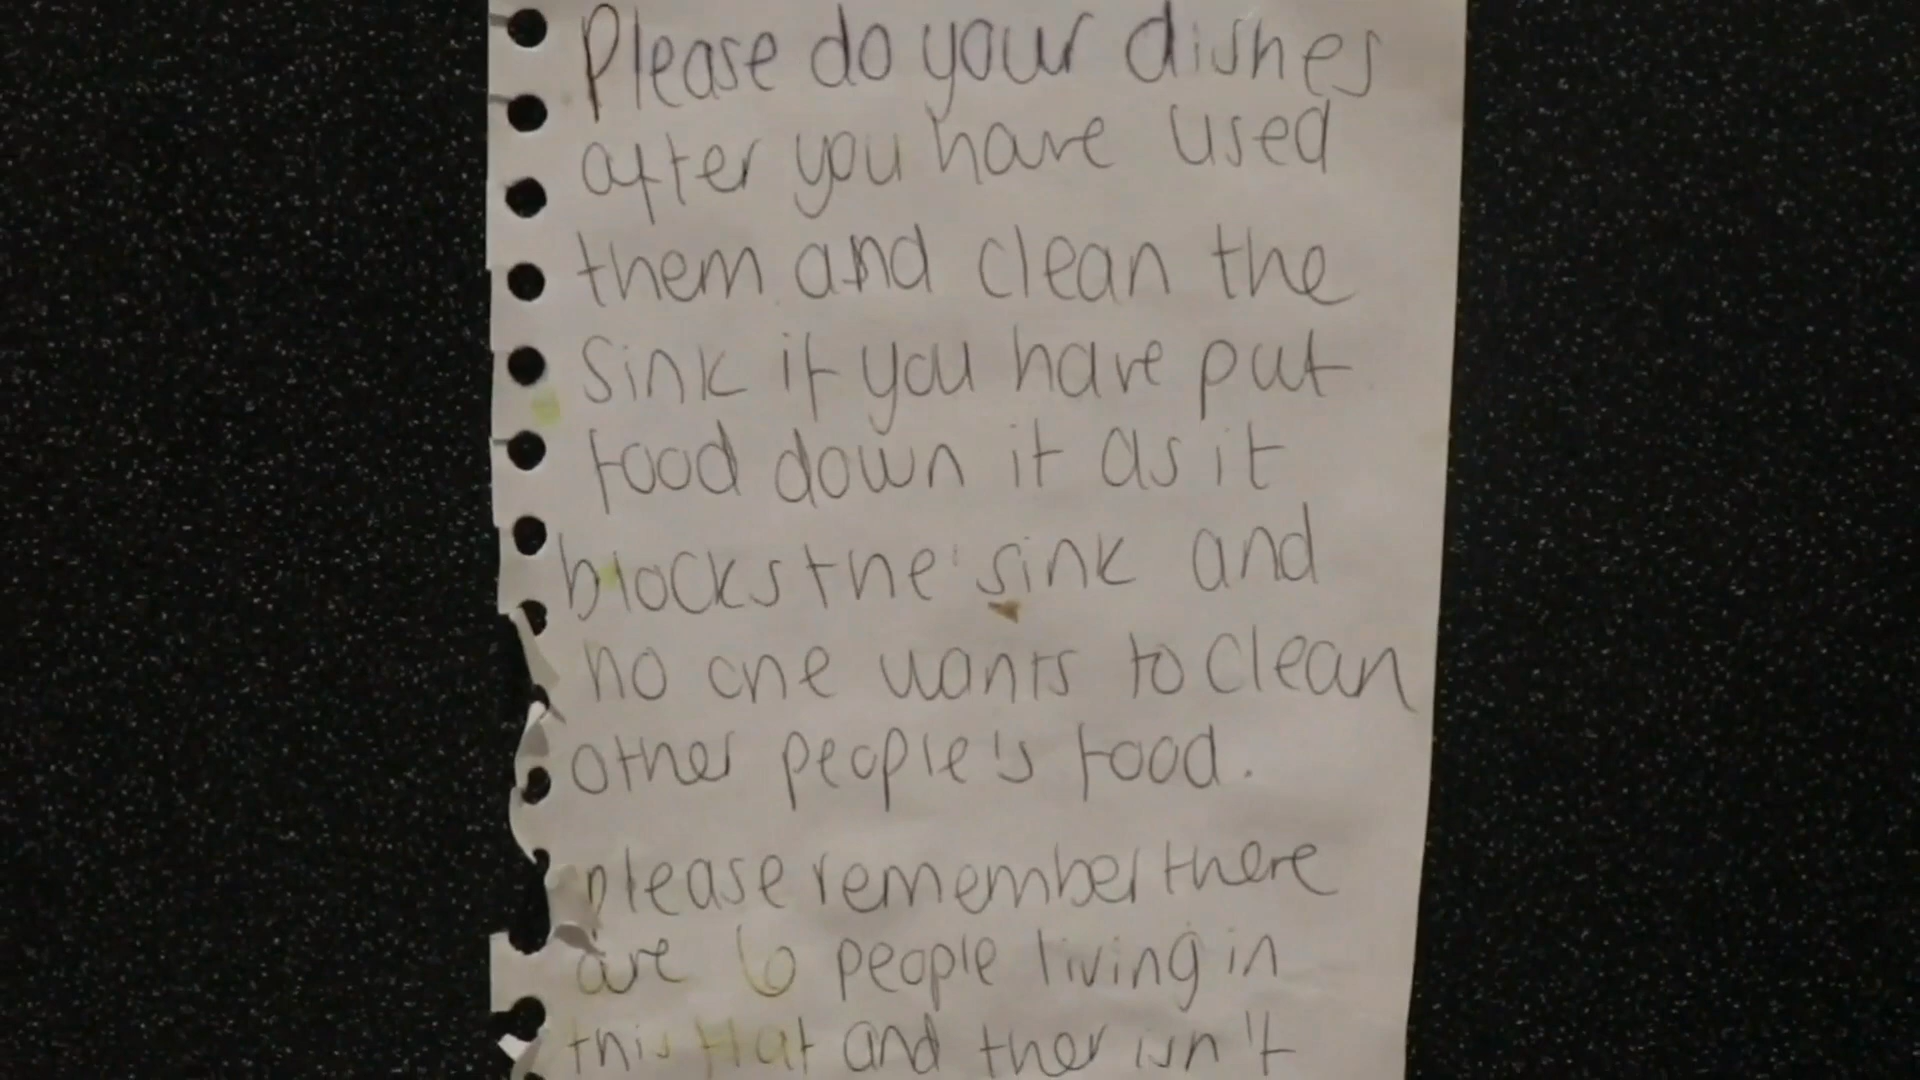 Please do your dishes
after you have used
them and clean the
sink if you have put
food down it as it
blocks the sink and
no one wants to clean
other people's food.
please remember there
are 6 people living in
this flat and ther isn't